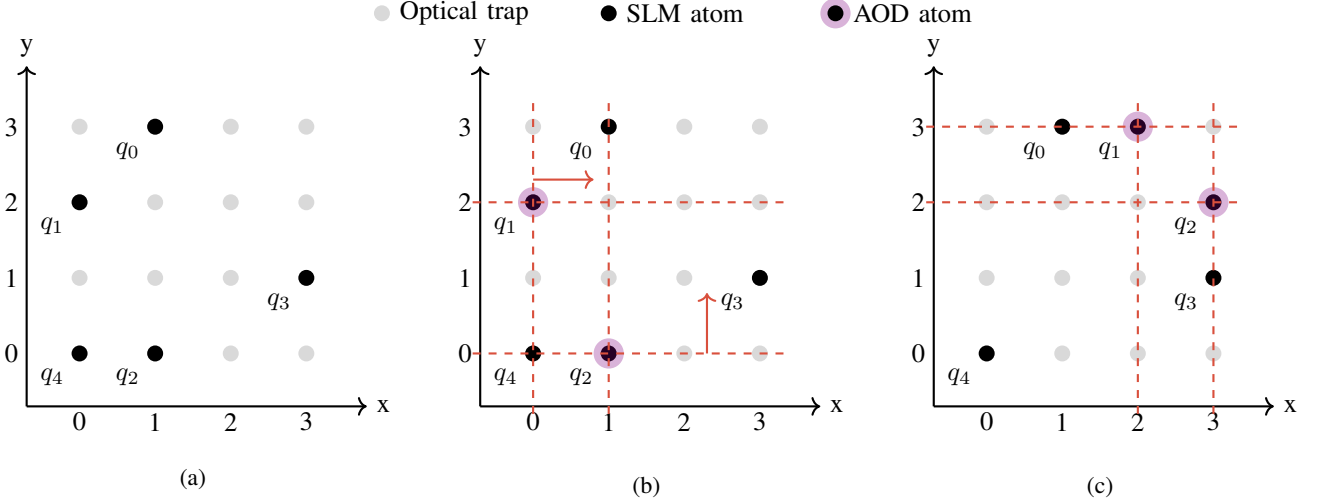 Optical trap SLM atom AOD atom
y y y
3 3 3
q0 q0 q0 q1
2 2 2
q1 q1 q2
1 1 1
q3 q3 q3
0 0 0
q4 q2 q4 q2 q4
x x x
0 1 2 3 0 1 2 3 0 1 2 3
(a) (b) (c)